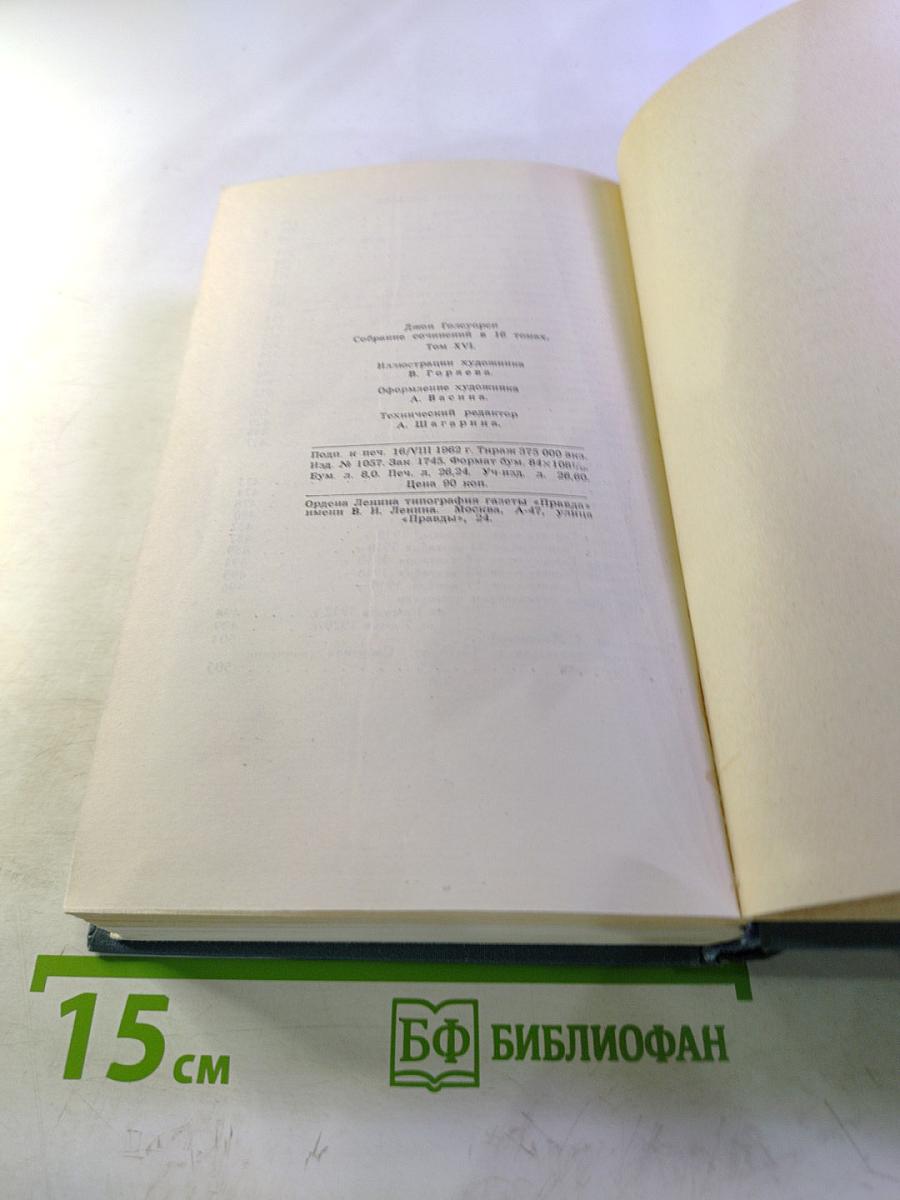 Джон Голсуорси
Собрание сочинений в 16 томах.
Том XVI.
Иллюстрации художника
В. Горяева.
Оформление художника
А. Васина.
Технический редактор
А. Шагарина.
Подп. к печ. 16/VIII 1962 г. Тираж 375 000 экз.
Изд. № 1057. Зак 1745. Формат бум. 84×108¹/₃₂.
Бум л. 8,0. Печ. л. 26,24. Уч-изд. л. 26,60.
Цена 90 коп.
Ордена Ленина типография газеты «Правда»
имени В. И. Ленина. Москва, А-47, улица
«Правды», 24.
15 см
БФ БИБЛИОФАН